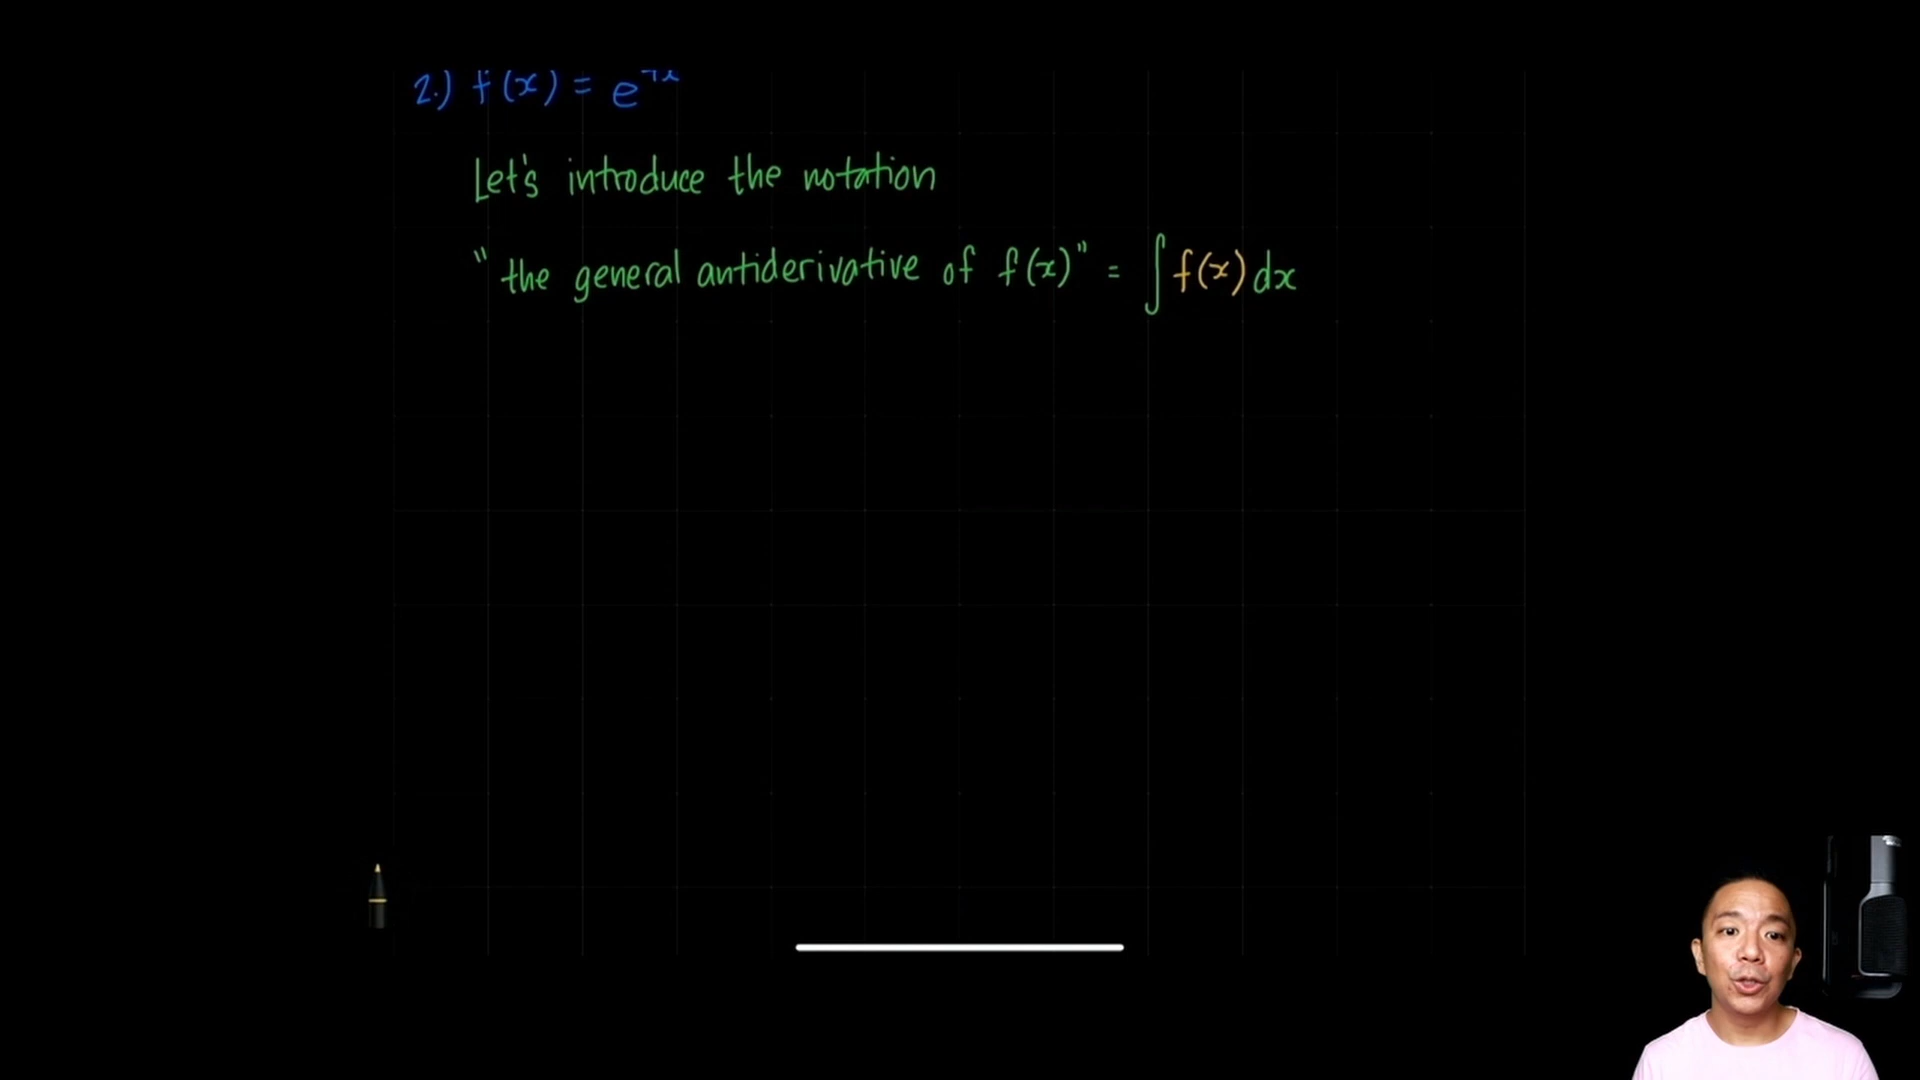 2.) f(x) = e
Let's introduce the notation
"the general antiderivative of f(x)" = ∫f(x)dx